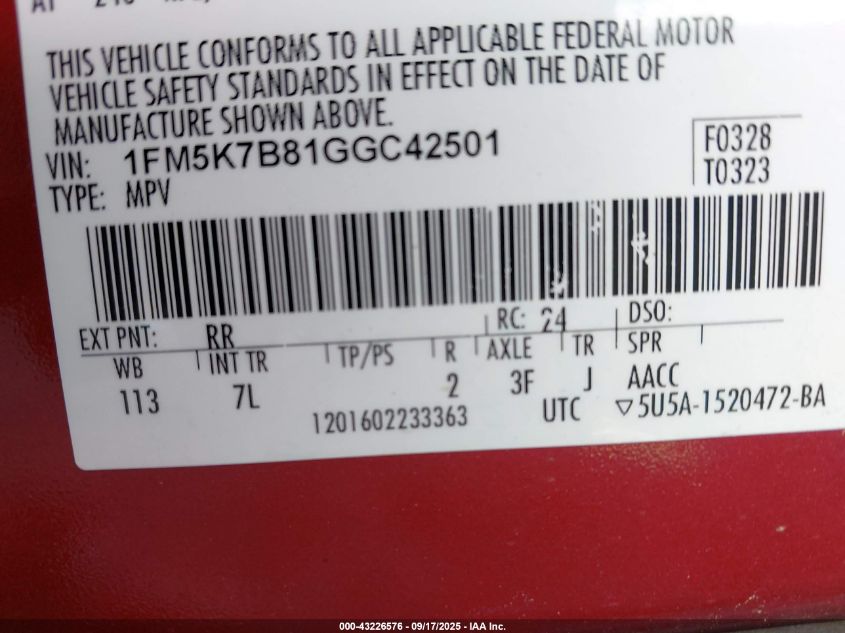 THIS VEHICLE CONFORMS TO ALL APPLICABLE FEDERAL MOTOR
VEHICLE SAFETY STANDARDS IN EFFECT ON THE DATE OF
MANUFACTURE SHOWN ABOVE.
VIN: 1FM5K7B81GGC42501
F0328
TYPE: MPV
T0323
EXT PNT: RR RC: 24 DSO:
WB INT TR TP/PS R AXLE TR SPR
113 7L 2 3F J AACC
1201602233363 UTC ▽5U5A-1520472-BA
000-43226576 | 09/17/2025 - IAA Inc.